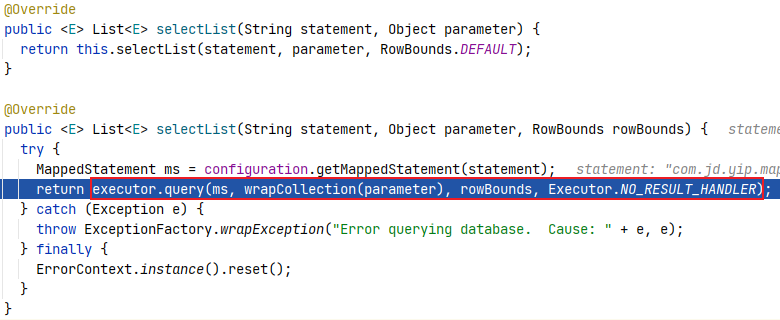 @Override
public <E> List<E> selectList(String statement, Object parameter) {
  return this.selectList(statement, parameter, RowBounds.DEFAULT);
}
@Override
public <E> List<E> selectList(String statement, Object parameter, RowBounds rowBounds) {  stateme
  try {
    MappedStatement ms = configuration.getMappedStatement(statement);  statement: "com.jd.yip.map
    return executor.query(ms, wrapCollection(parameter), rowBounds, Executor.NO_RESULT_HANDLER);
  } catch (Exception e) {
    throw ExceptionFactory.wrapException("Error querying database.  Cause: " + e, e);
  } finally {
    ErrorContext.instance().reset();
  }
}